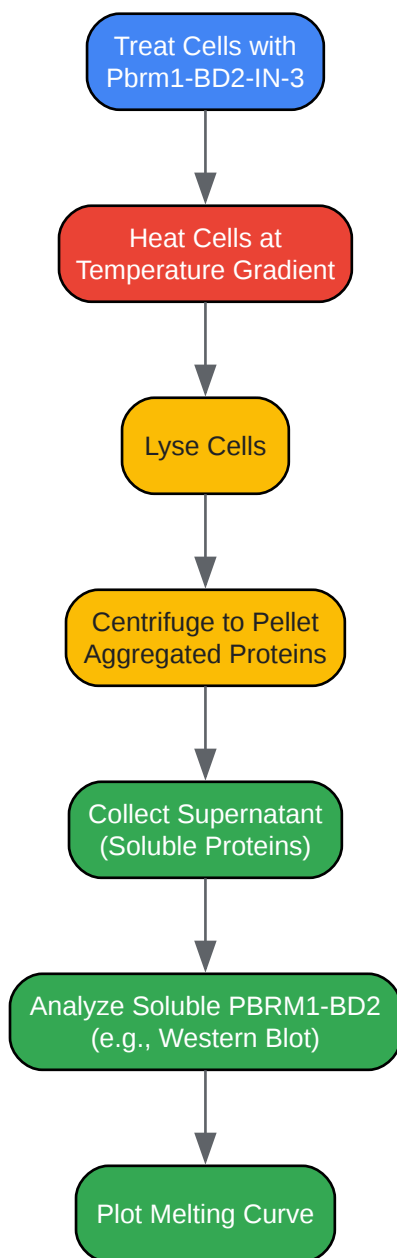 Treat Cells with
Pbrm1-BD2-IN-3
Heat Cells at
Temperature Gradient
Lyse Cells
Centrifuge to Pellet
Aggregated Proteins
Collect Supernatant
(Soluble Proteins)
Analyze Soluble PBRM1-BD2
(e.g., Western Blot)
Plot Melting Curve